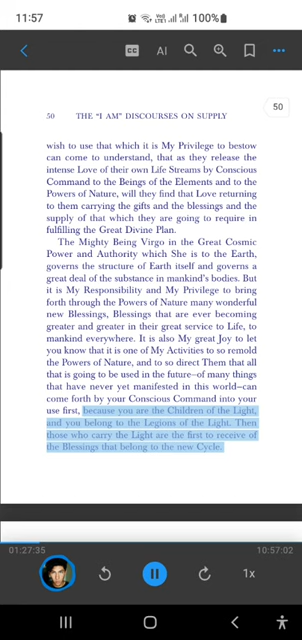 11:57
100%
CC
AI
50
50 THE “I AM” DISCOURSES ON SUPPLY
wish to use that which it is My Privilege to bestow
can come to understand, that as they release the
intense Love of their own Life Streams by Conscious
Command to the Beings of the Elements and to the
Powers of Nature, will they find that Love returning
to them carrying the gifts and the blessings and the
supply of that which they are going to require in
fulfilling the Great Divine Plan.
The Mighty Being Virgo in the Great Cosmic
Power and Authority which She is to the Earth,
governs the structure of Earth itself and governs a
great deal of the substance in mankind’s bodies. But
it is My Responsibility and My Privilege to bring
forth through the Powers of Nature many wonderful
new Blessings, Blessings that are ever becoming
greater and greater in their great service to Life, to
mankind everywhere. It is also My great Joy to let
you know that it is one of My Activities to so remold
the Powers of Nature, and to so direct Them that all
that is going to be used in the future–of many things
that have never yet manifested in this world–can
come forth by your Conscious Command into your
use first, because you are the Children of the Light,
and you belong to the Legions of the Light. Then
those who carry the Light are the first to receive of
the Blessings that belong to the new Cycle.
01:27:35
10:57:02
1x